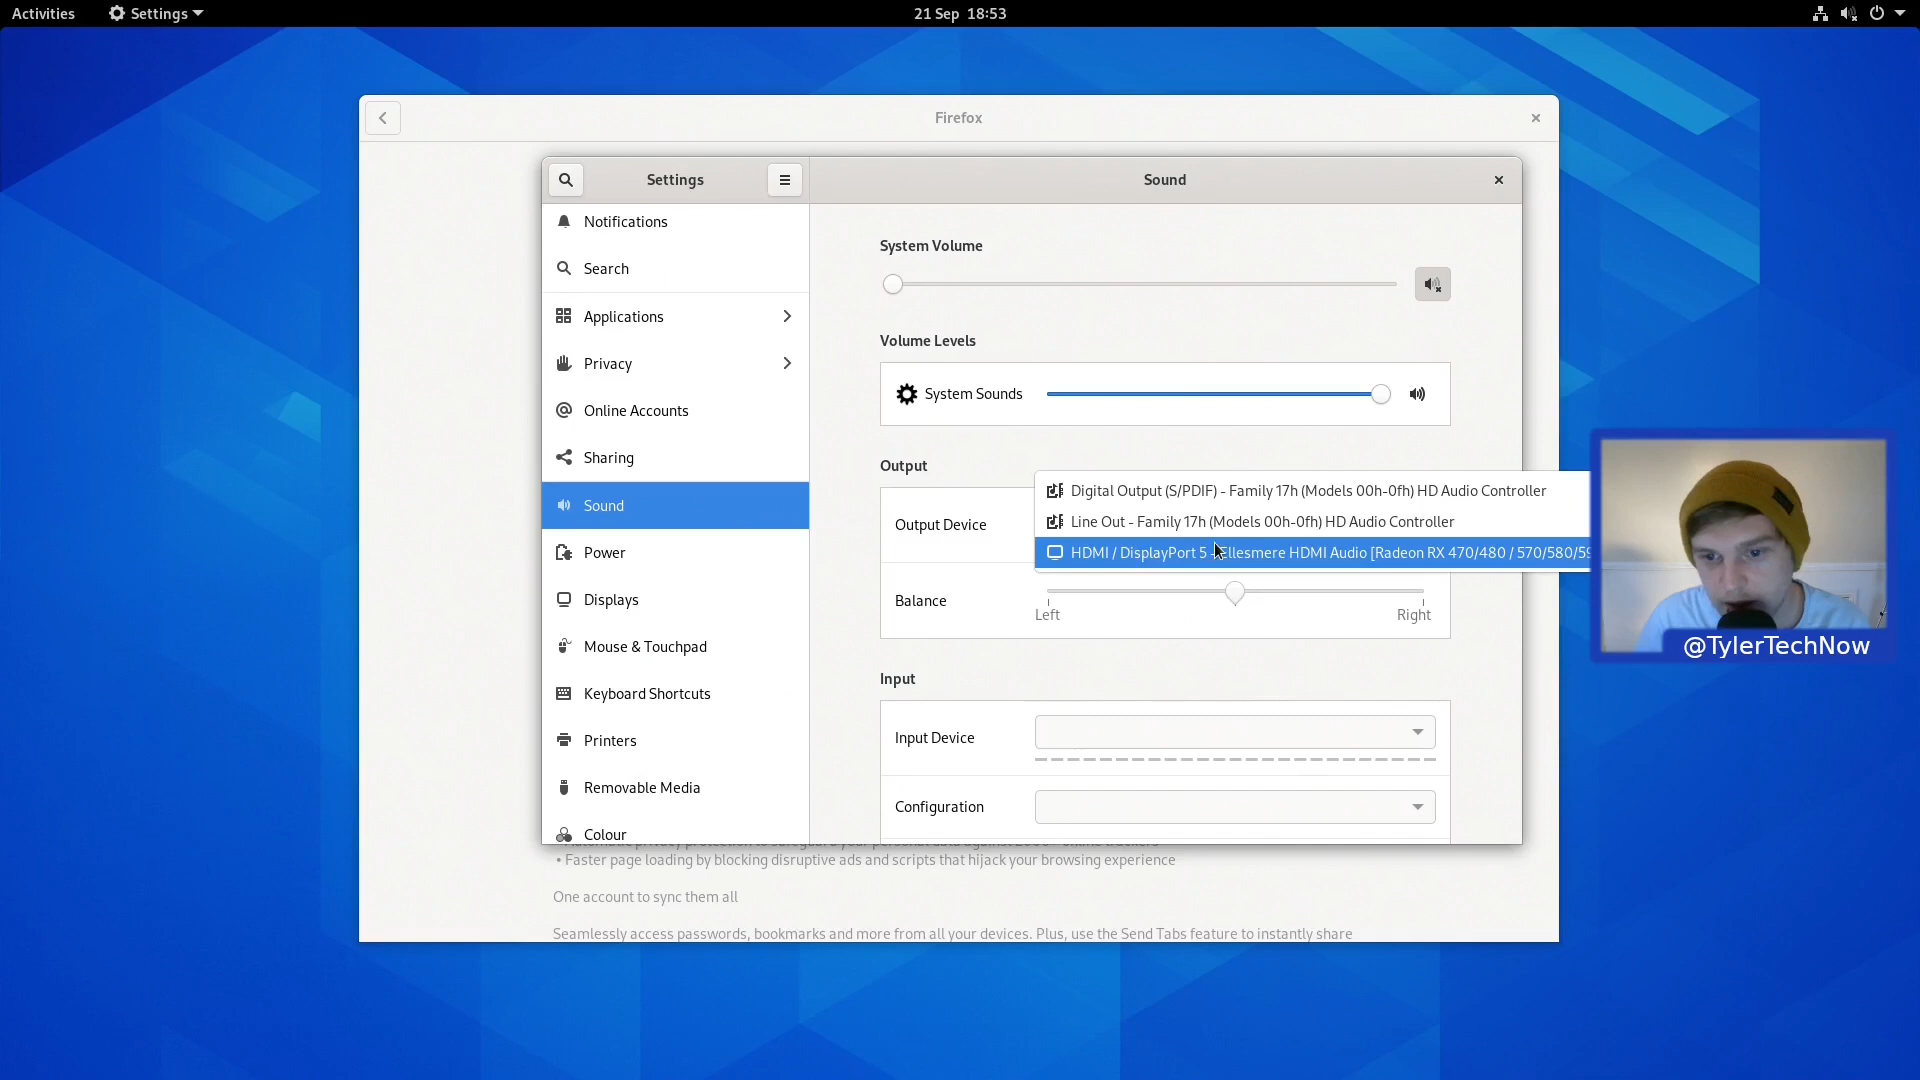 Activities
Settings
21 Sep 18:53
Firefox
Settings
Sound
Notifications
Search
Applications
Privacy
Online Accounts
Sharing
Sound
Power
Displays
Mouse & Touchpad
Keyboard Shortcuts
Printers
Removable Media
Colour
System Volume
Volume Levels
System Sounds
Output
Output Device
Digital Output (S/PDIF) - Family 17h (Models 00h-0fh) HD Audio Controller
Line Out - Family 17h (Models 00h-0fh) HD Audio Controller
HDMI / DisplayPort 5 - Ellesmere HDMI Audio [Radeon RX 470/480 / 570/580/59
Balance
Left
Right
Input
Input Device
Configuration
• Faster page loading by blocking disruptive ads and scripts that hijack your browsing experience
One account to sync them all
Seamlessly access passwords, bookmarks and more from all your devices. Plus, use the Send Tabs feature to instantly share
@TylerTechNow